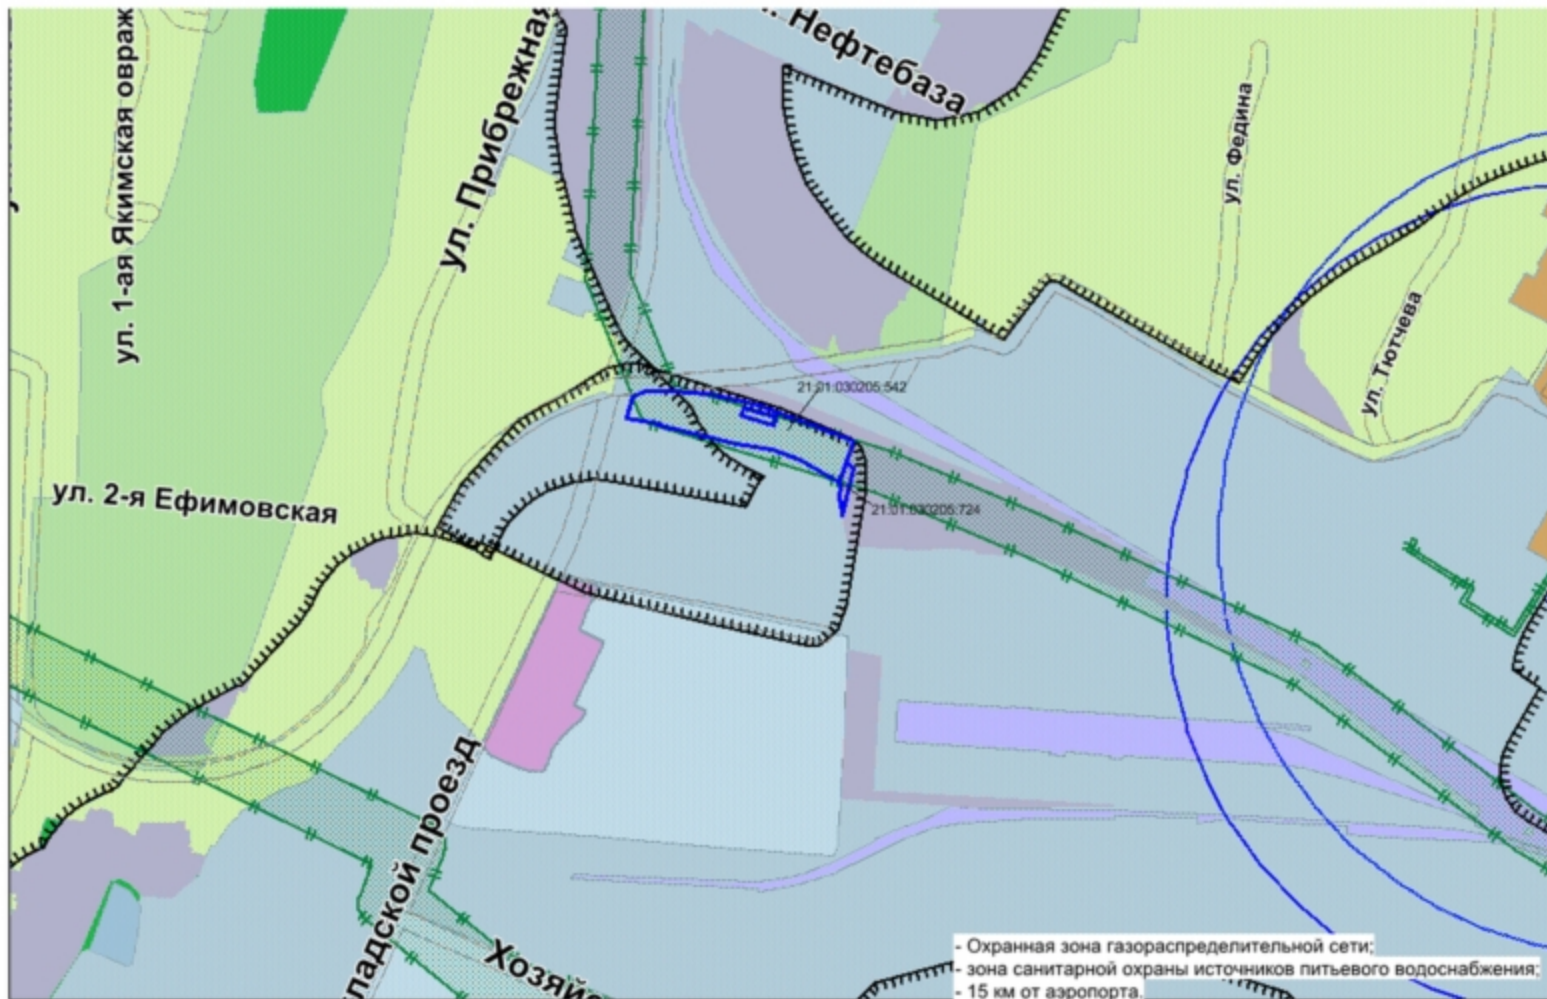 ул. 1-ая Якимская овраж
ул. Прибрежная
Нефтебаза
ул. Федина
ул. Тютчева
21:01:030205:542
ул. 2-я Ефимовская
21:01:030205:724
ладской проезд
Хозяйс
- Охранная зона газораспределительной сети;
- зона санитарной охраны источников питьевого водоснабжения;
- 15 км от аэропорта.